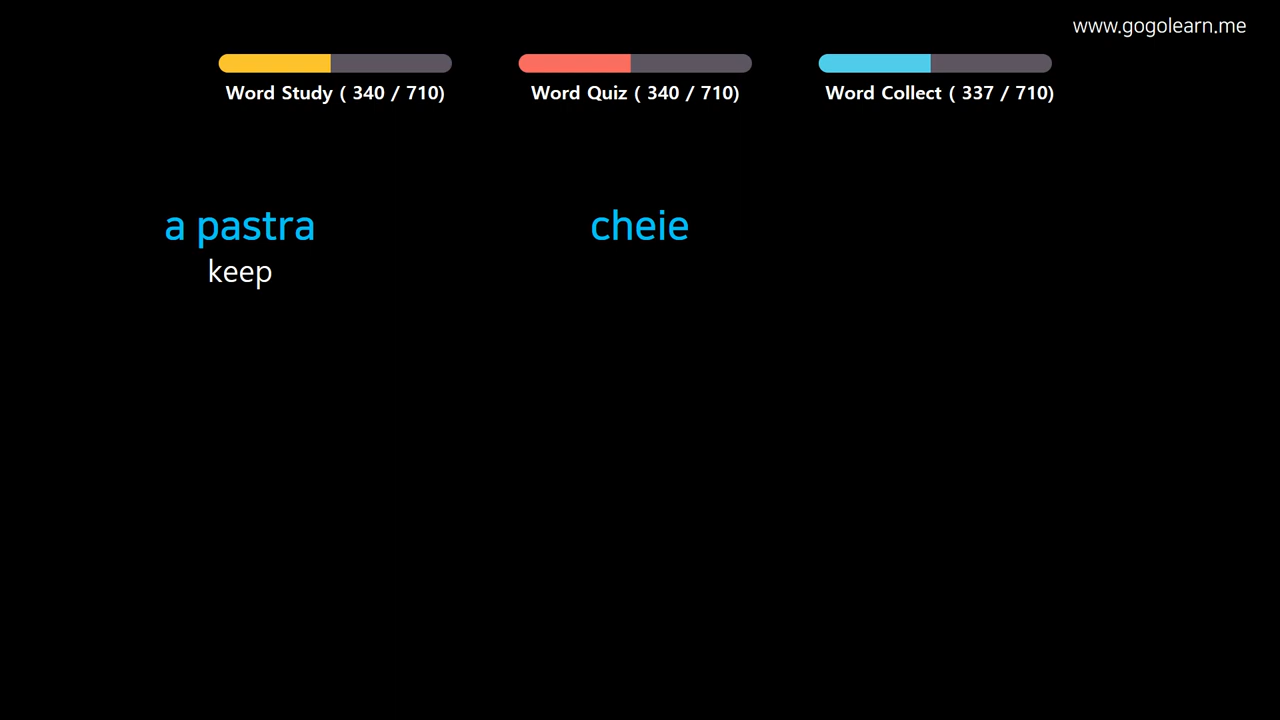 www.gogolearn.me
Word Study ( 340 / 710)
Word Quiz ( 340 / 710)
Word Collect ( 337 / 710)
a pastra
cheie
keep